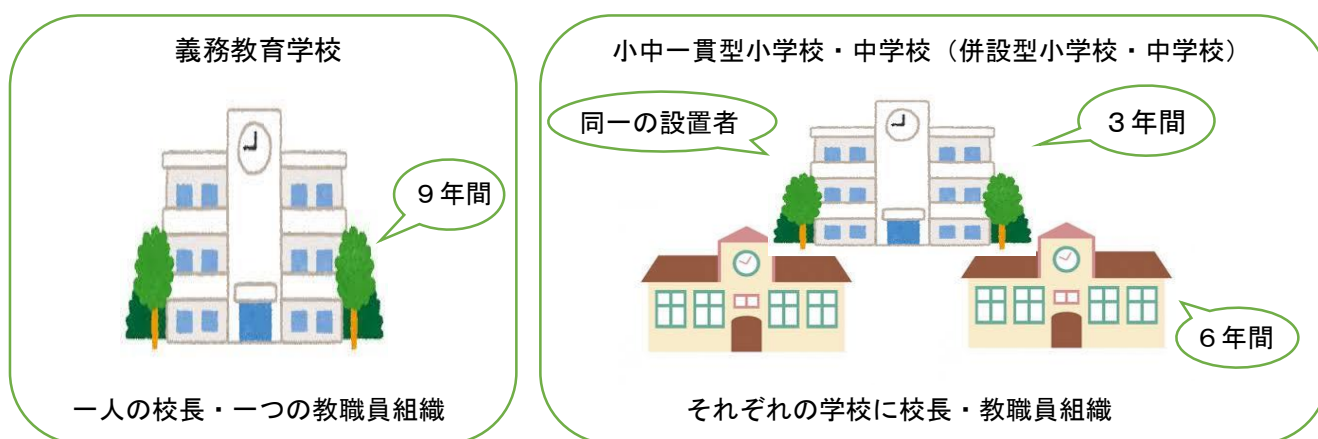 義務教育学校
9年間
一人の校長・一つの教職員組織
小中一貫型小学校・中学校（併設型小学校・中学校）
同一の設置者
3年間
6年間
それぞれの学校に校長・教職員組織